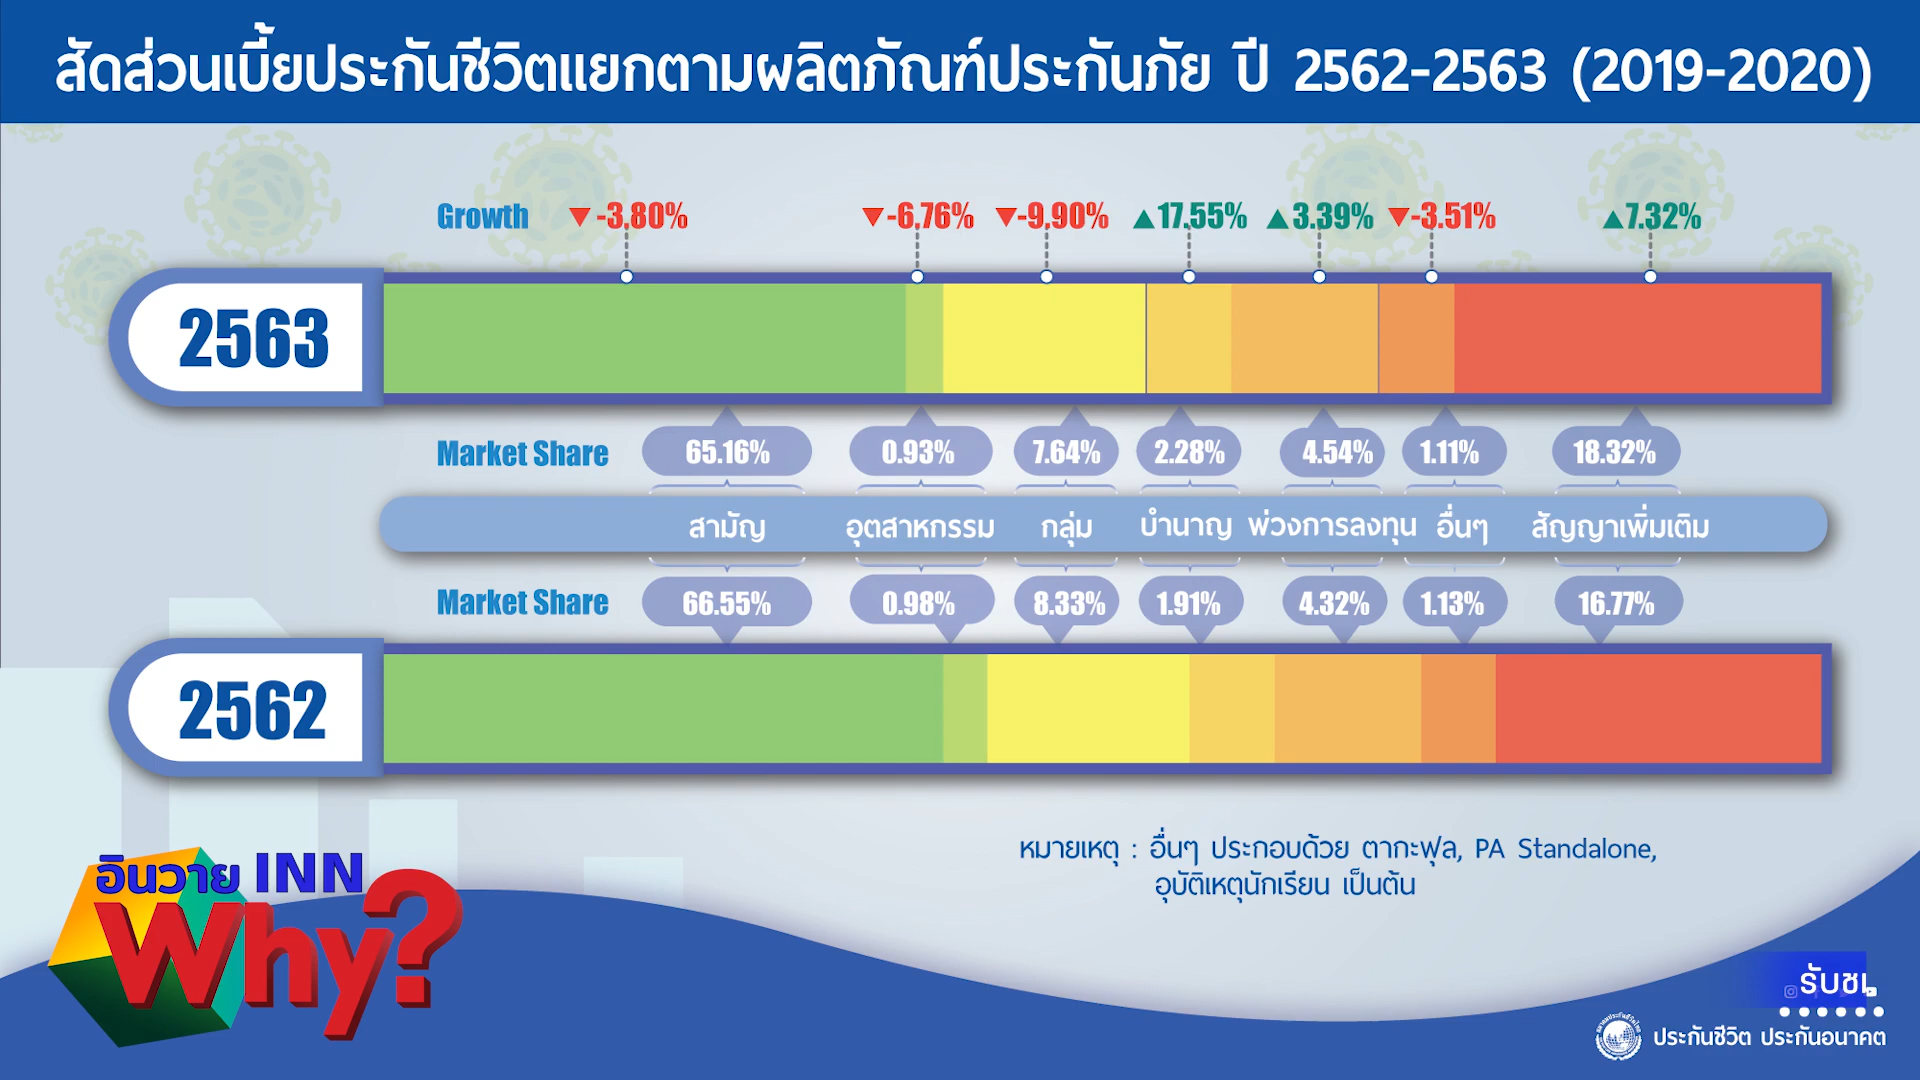 สัดส่วนเบี้ยประกันชีวิตแยกตามผลิตภัณฑ์ประกันภัย ปี 2562-2563 (2019-2020)
Growth ▼-3.80% ▼-6.76% ▼-9.90% ▲17.55% ▲3.39% ▼-3.51% ▲7.32%
2563
Market Share 65.16% 0.93% 7.64% 2.28% 4.54% 1.11% 18.32%
สามัญ อุตสาหกรรม กลุ่ม บำนาญ พ่วงการลงทุน อื่นๆ สัญญาเพิ่มเติม
Market Share 66.55% 0.98% 8.33% 1.91% 4.32% 1.13% 16.77%
2562
หมายเหตุ : อื่นๆ ประกอบด้วย ตากะฟุล, PA Standalone,
อุบัติเหตุนักเรียน เป็นต้น
อินวาย INN
Why?
ประกันชีวิต ประกันอนาคต